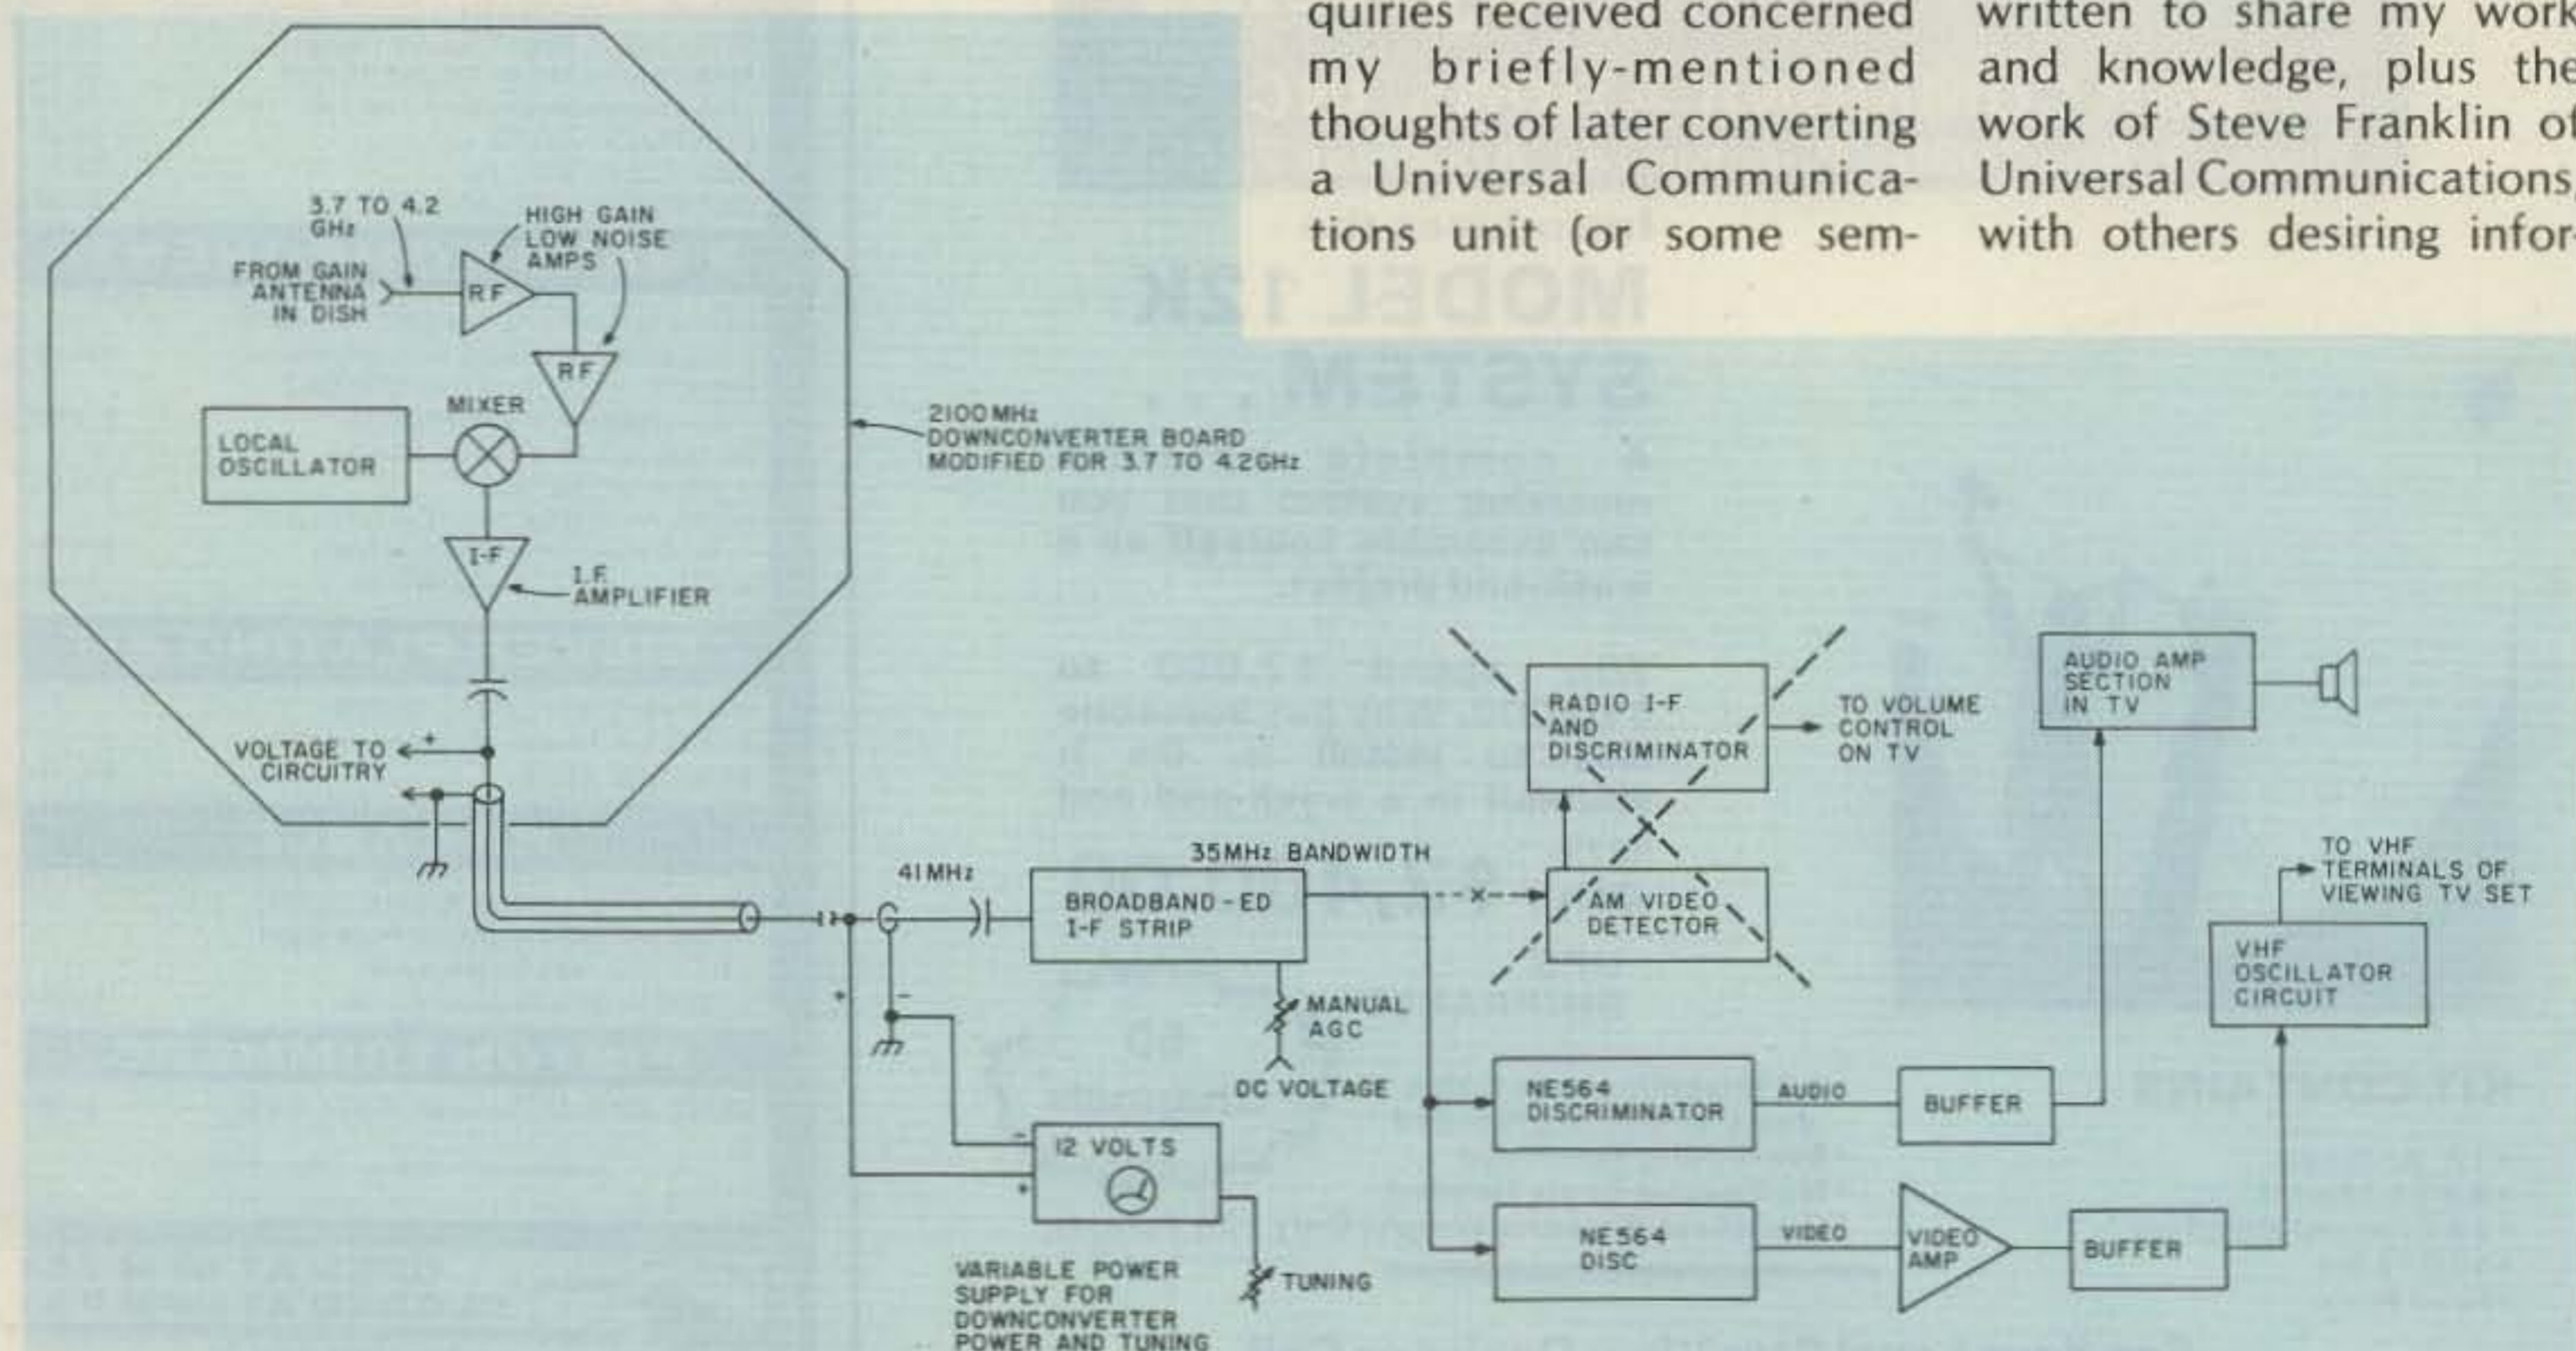 quiries received concerned
my briefly-mentioned
thoughts of later converting
a Universal Communica-
tions unit (or some sem-
written to share my work
and knowledge, plus the
work of Steve Franklin of
Universal Communications
with others desiring infor-
3.7 TO 4.2
GHz
HIGH GAIN
LOW NOISE
AMPS
FROM GAIN
ANTENNA
IN DISH
RF
RF
MIXER
LOCAL
OSCILLATOR
2100MHz
DOWNCONVERTER BOARD
MODIFIED FOR 3.7 TO 4.2GHz
I-F
I.F.
AMPLIFIER
VOLTAGE TO
CIRCUITRY
+
RADIO I-F
AND
DISCRIMINATOR
TO VOLUME
CONTROL
ON TV
AUDIO AMP
SECTION
IN TV
35MHz BANDWIDTH
41MHz
BROADBAND-ED
I-F STRIP
X
AM VIDEO
DETECTOR
TO VHF
TERMINALS OF
VIEWING TV SET
VHF
OSCILLATOR
CIRCUIT
+
-
MANUAL
AGC
DC VOLTAGE
NE564
DISCRIMINATOR
AUDIO
BUFFER
-
+
12 VOLTS
TUNING
NE564
DISC
VIDEO
VIDEO
AMP
BUFFER
VARIABLE POWER
SUPPLY FOR
DOWNCONVERTER
POWER AND TUNING